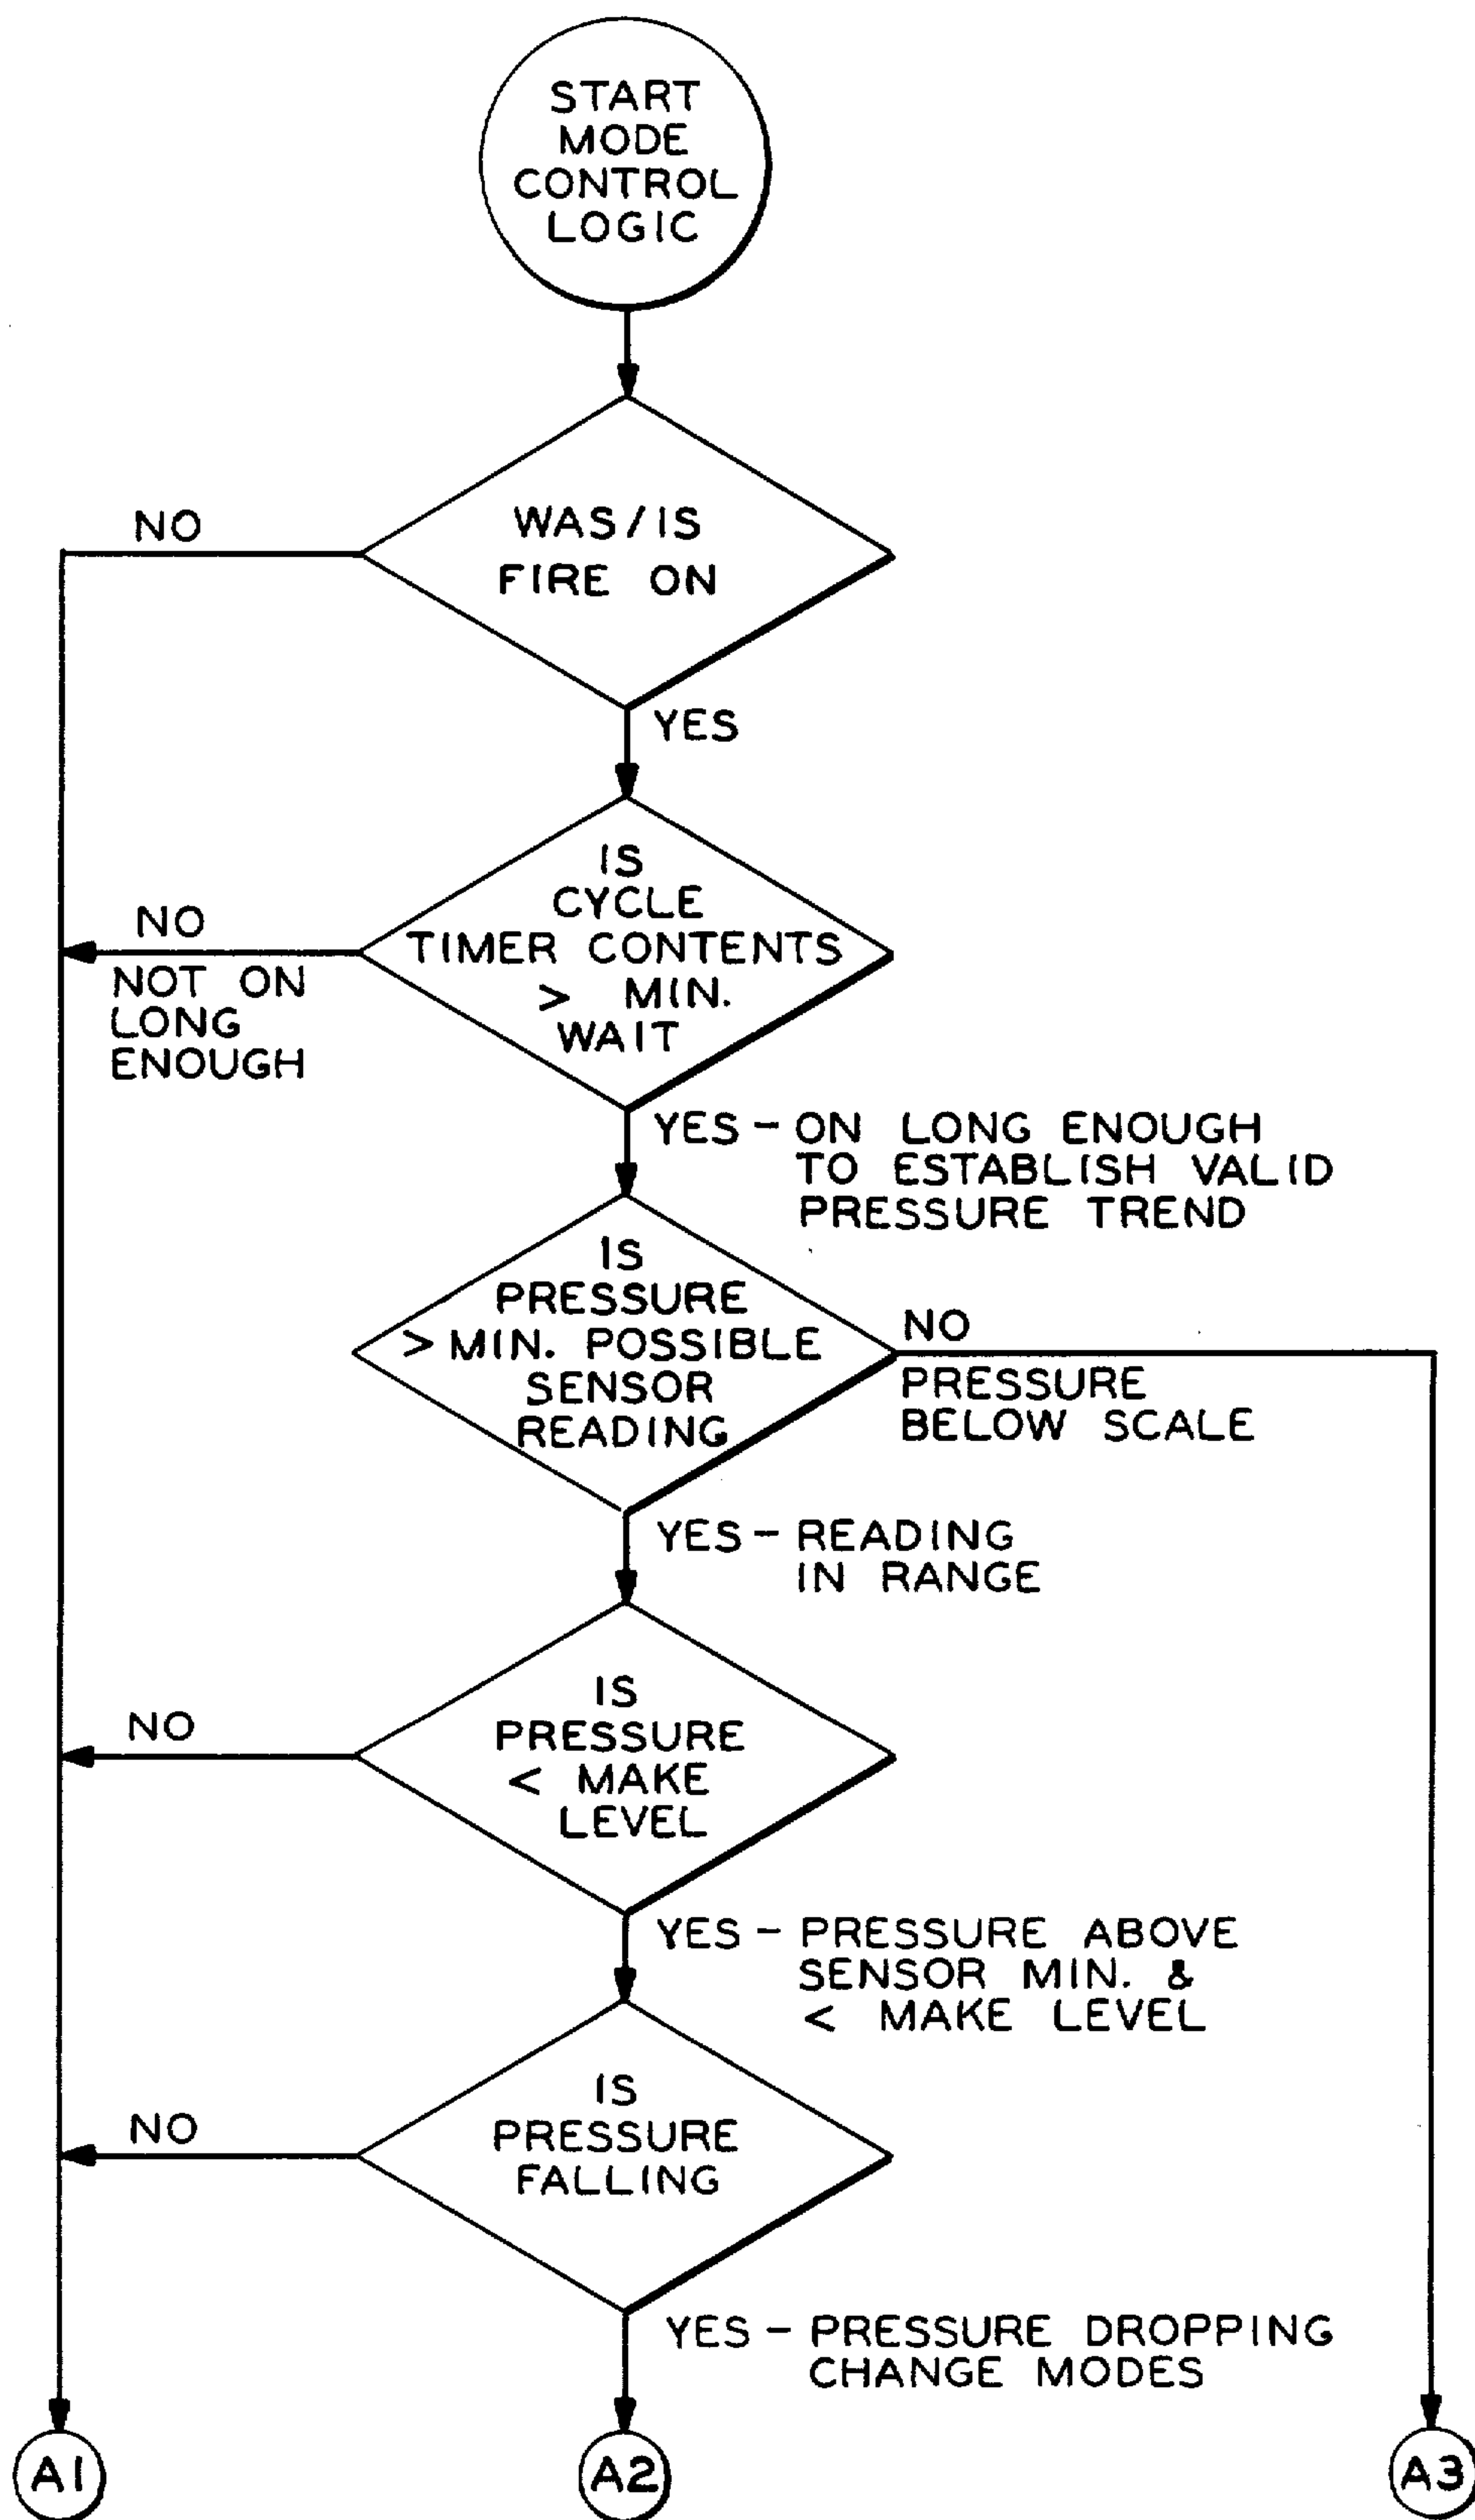 START
MODE
CONTROL
LOGIC
WAS/IS
FIRE ON
NO
YES
IS
CYCLE
TIMER CONTENTS
> MIN.
WAIT
NO
NOT ON
LONG
ENOUGH
YES - ON LONG ENOUGH
TO ESTABLISH VALID
PRESSURE TREND
IS
PRESSURE
> MIN. POSSIBLE
SENSOR
READING
NO
PRESSURE
BELOW SCALE
YES - READING
IN RANGE
IS
PRESSURE
< MAKE
LEVEL
NO
YES - PRESSURE ABOVE
SENSOR MIN. &
< MAKE LEVEL
IS
PRESSURE
FALLING
NO
YES - PRESSURE DROPPING
CHANGE MODES
A1
A2
A3